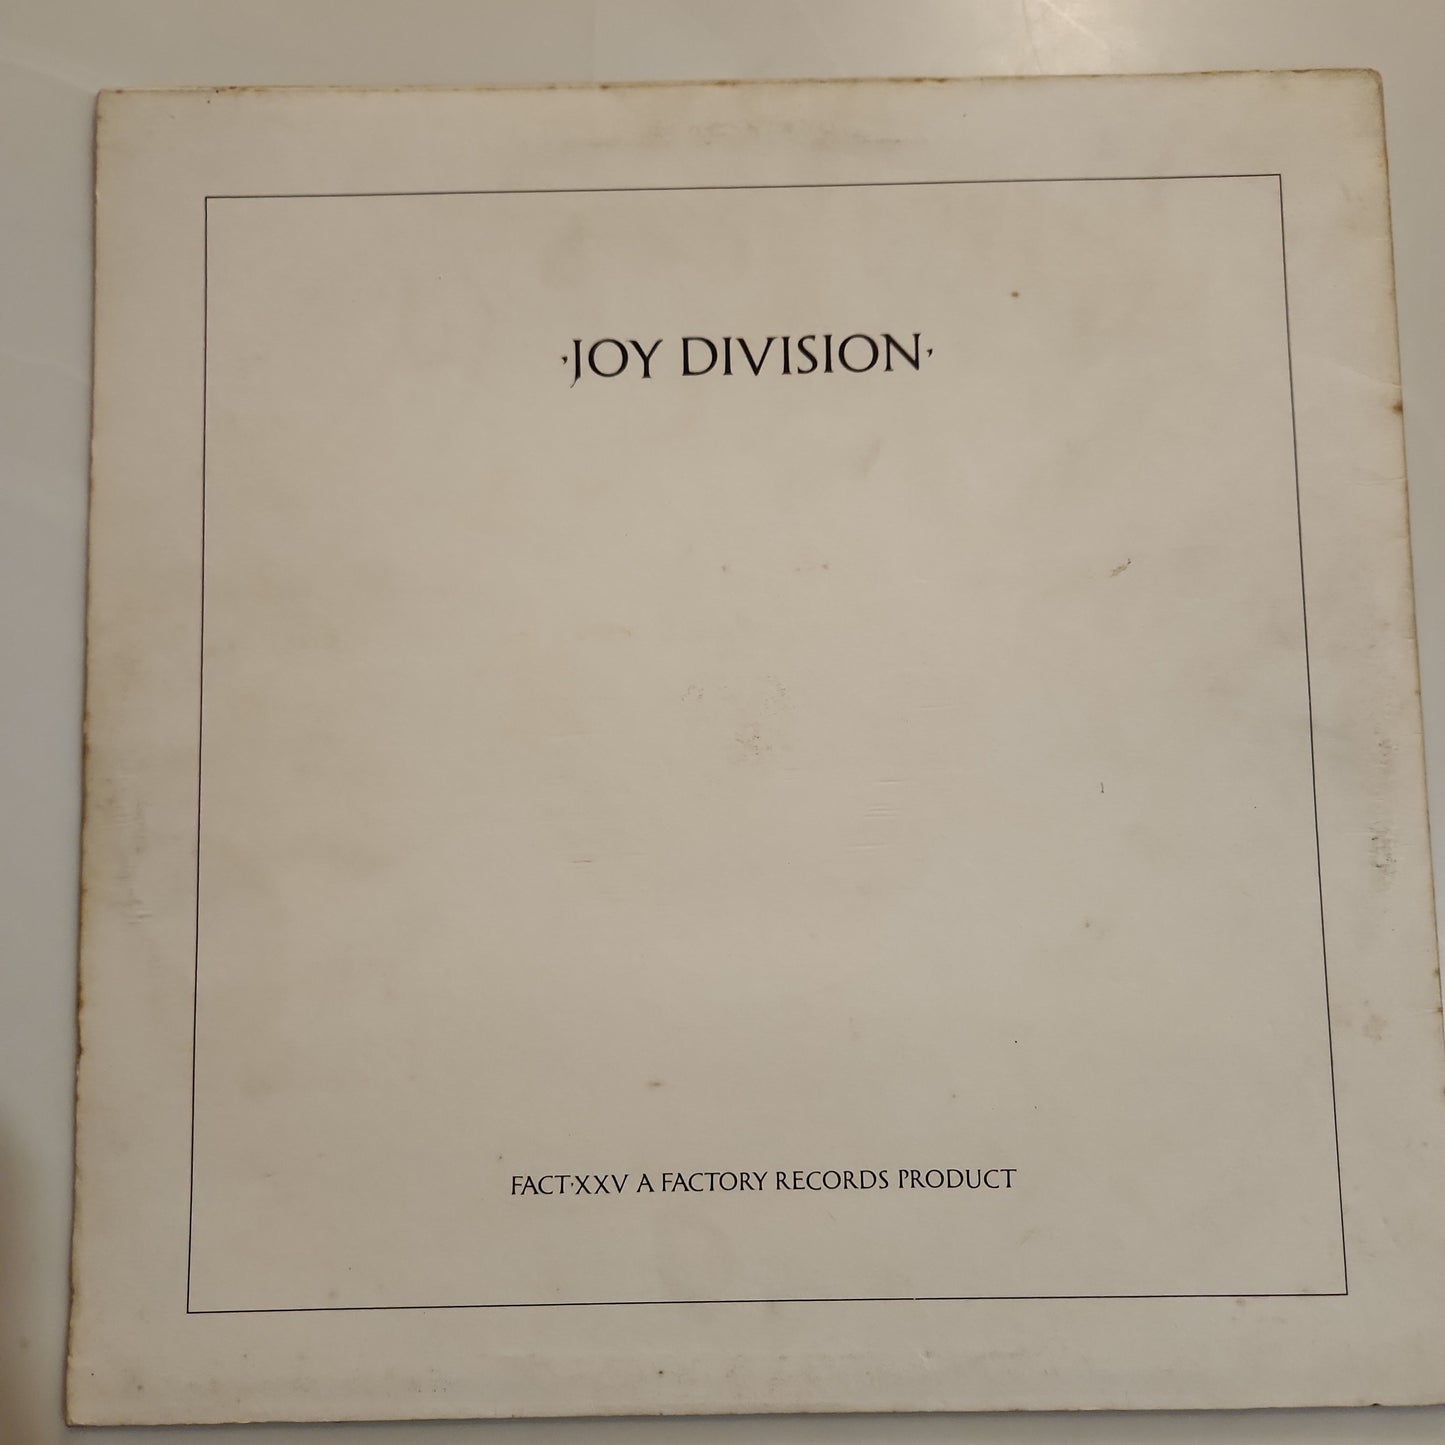 ·JOY DIVISION·
FACT·XXV A FACTORY RECORDS PRODUCT